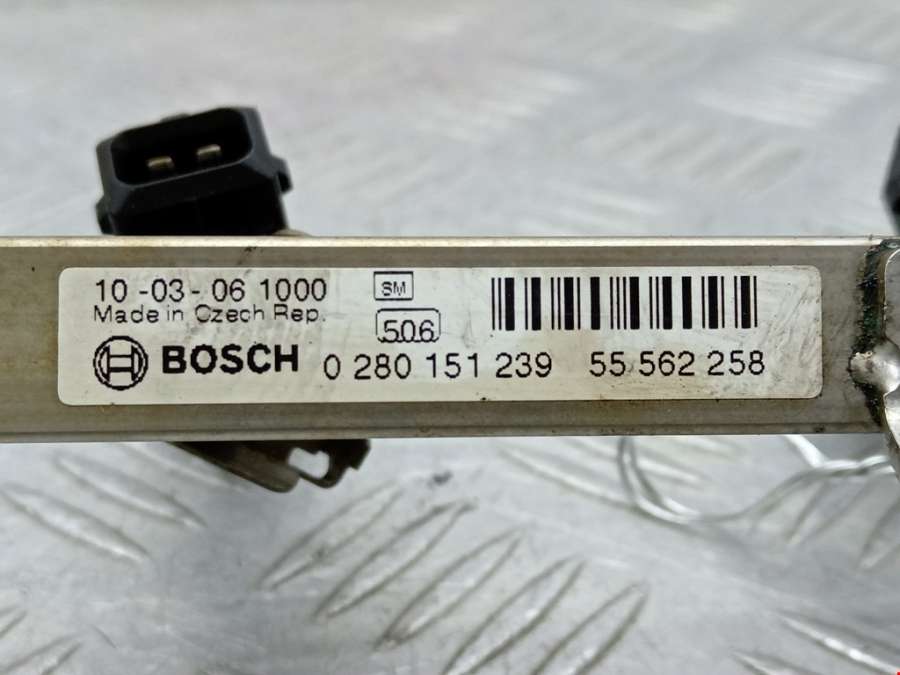 10 -03- 06 1000 SM
Made in Czech Rep. 506
BOSCH 0 280 151 239 55 562 258